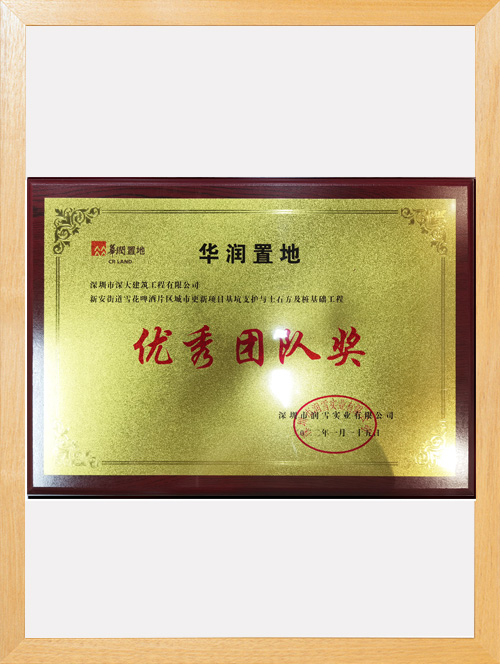 華潤置地
CR LAND
华润置地
深圳市深大建筑工程有限公司
新安街道雪花啤酒片区城市更新项目基坑支护与土石方及桩基础工程
优秀团队奖
深圳市润雪实业有限公司
二年一月一十五日